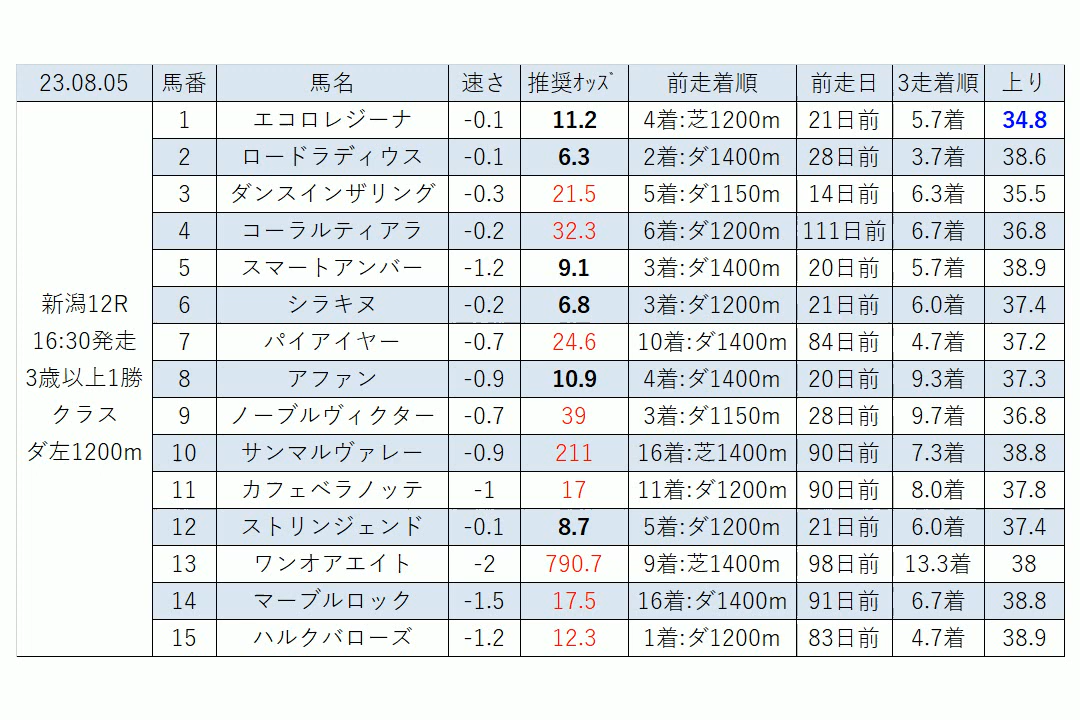 23.08.05 馬番 馬名 速さ 推奨ｵｯｽﾞ 前走着順 前走日 3走着順 上り
新潟12R
16:30発走
3歳以上1勝
クラス
ダ左1200m
1 エコロレジーナ -0.1 11.2 4着:芝1200m 21日前 5.7着 34.8
2 ロードラディウス -0.1 6.3 2着:ダ1400m 28日前 3.7着 38.6
3 ダンスインザリング -0.3 21.5 5着:ダ1150m 14日前 6.3着 35.5
4 コーラルティアラ -0.2 32.3 6着:ダ1200m 111日前 6.7着 36.8
5 スマートアンバー -1.2 9.1 3着:ダ1400m 20日前 5.7着 38.9
6 シラキヌ -0.2 6.8 3着:ダ1200m 21日前 6.0着 37.4
7 パイアイヤー -0.7 24.6 10着:ダ1400m 84日前 4.7着 37.2
8 アファン -0.9 10.9 4着:ダ1400m 20日前 9.3着 37.3
9 ノーブルヴィクター -0.7 39 3着:ダ1150m 28日前 9.7着 36.8
10 サンマルヴァレー -0.9 211 16着:芝1400m 90日前 7.3着 38.8
11 カフェベラノッテ -1 17 11着:ダ1200m 90日前 8.0着 37.8
12 ストリンジェンド -0.1 8.7 5着:ダ1200m 21日前 6.0着 37.4
13 ワンオアエイト -2 790.7 9着:芝1400m 98日前 13.3着 38
14 マーブルロック -1.5 17.5 16着:ダ1400m 91日前 6.7着 38.8
15 ハルクバローズ -1.2 12.3 1着:ダ1200m 83日前 4.7着 38.9